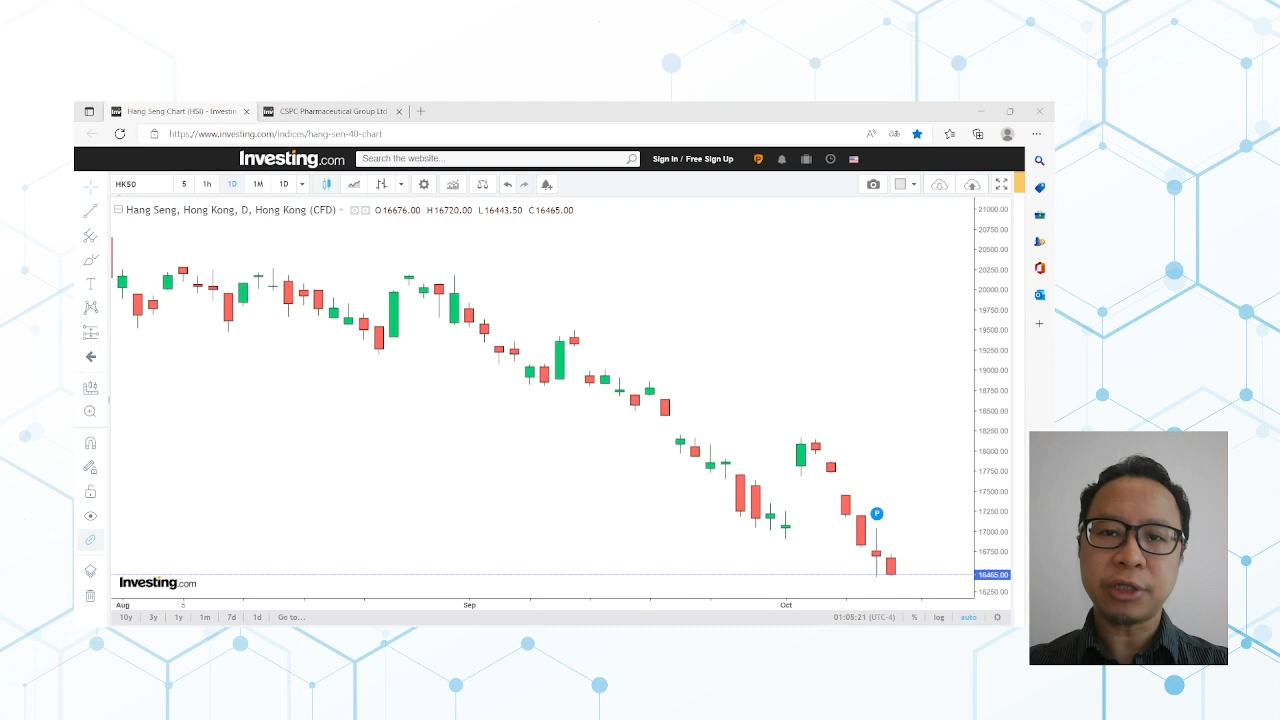 Hang Seng Chart (HSI) - Investin
CSPC Pharmaceutical Group Ltd
https://www.investing.com/indices/hang-sen-40-chart
Investing.com
Search the website...
Sign In / Free Sign Up
HK50
5
1h
1D
1M
1D
Hang Seng, Hong Kong, D, Hong Kong (CFD)
O16676.00 H16720.00 L16443.50 C16465.00
21000.00
20750.00
20500.00
20250.00
20000.00
19750.00
19500.00
19250.00
19000.00
18750.00
18500.00
18250.00
18000.00
17750.00
17500.00
17250.00
17000.00
16750.00
16465.00
16250.00
P
Investing.com
Aug
5
Sep
Oct
10y
3y
1y
1m
7d
1d
Go to...
01:05:21 (UTC-4)
%
log
auto